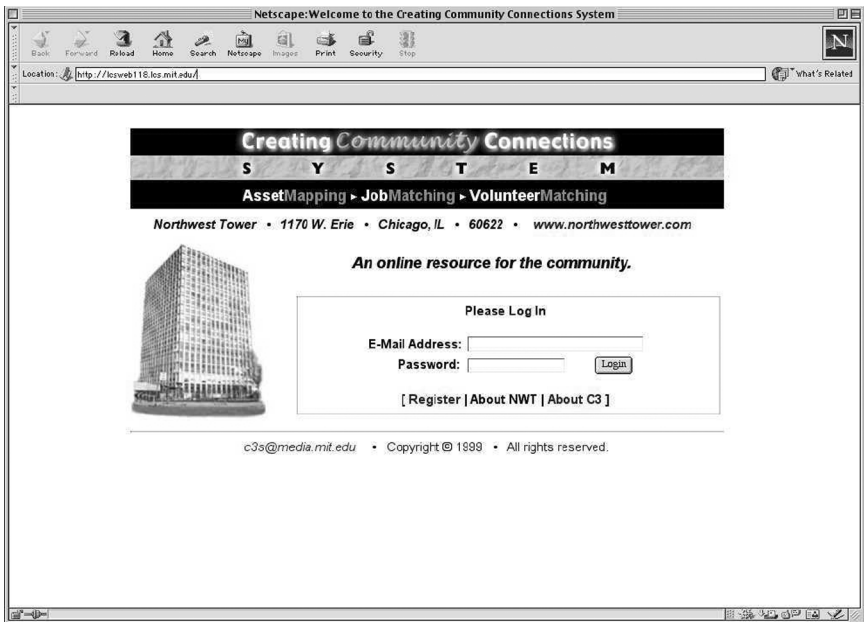 Netscape:Welcome to the Creating Community Connections System
Back Forward Reload Home Search Netscape Images Print Security Stop
My
N
Location: http://lcsweb118.lcs.mit.edu/ What's Related
Creating Community Connections
SYSTEM
AssetMapping ▸ JobMatching ▸ VolunteerMatching
Northwest Tower • 1170 W. Erie • Chicago, IL • 60622 • www.northwesttower.com
An online resource for the community.
Please Log In
E-Mail Address:
Password: Login
[ Register | About NWT | About C3 ]
c3s@media.mit.edu • Copyright © 1999 • All rights reserved.